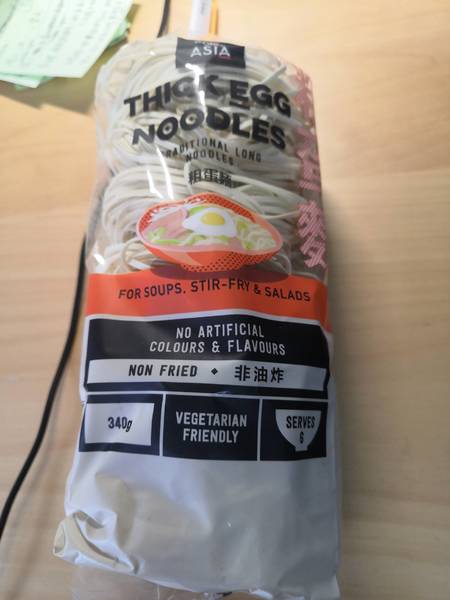 ASIA
THICK EGG
NOODLES
TRADITIONAL LONG
NOODLES
粗蛋麵
FOR SOUPS, STIR-FRY & SALADS
NO ARTIFICIAL
COLOURS & FLAVOURS
NON FRIED ◆ 非油炸
340g
VEGETARIAN
FRIENDLY
SERVES
6